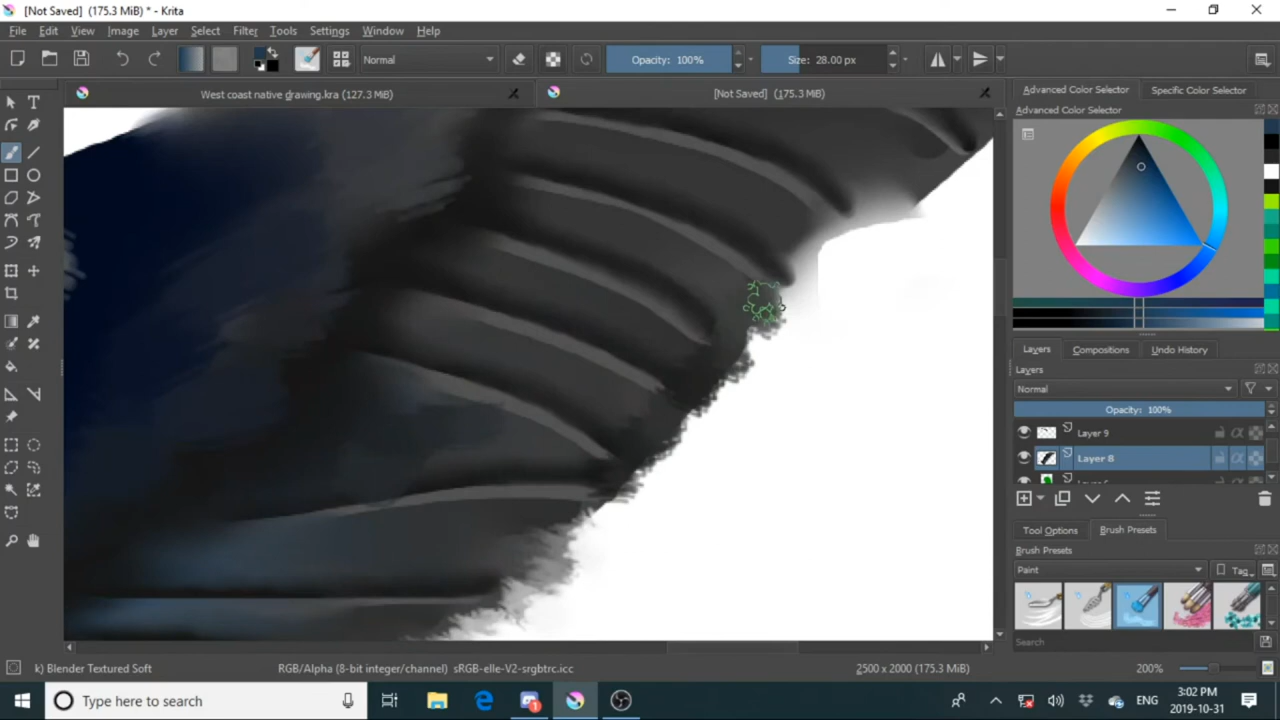 [Not Saved] (175.3 MiB) * - Krita
File Edit View Image Layer Select Filter Tools Settings Window Help
Normal
Opacity: 100%
Size: 28.00 px
West coast native drawing.kra (127.3 MiB)
[Not Saved] (175.3 MiB)
Advanced Color Selector
Specific Color Selector
Advanced Color Selector
Layers
Compositions
Undo History
Layers
Normal
Opacity: 100%
Layer 9
Layer 8
Tool Options
Brush Presets
Brush Presets
Paint
Tag
Search
k) Blender Textured Soft
RGB/Alpha (8-bit integer/channel) sRGB-elle-V2-srgbtrc.icc
2500 x 2000 (175.3 MiB)
200%
Type here to search
ENG
3:02 PM
2019-10-31